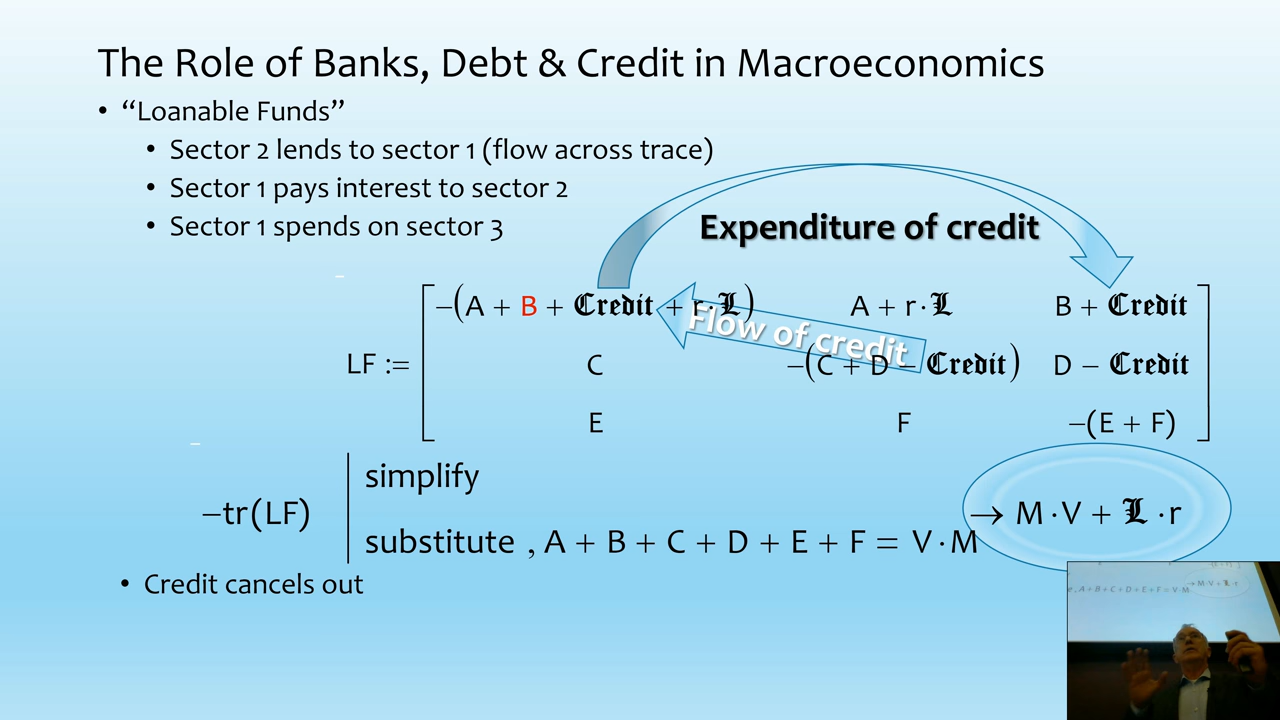 The Role of Banks, Debt & Credit in Macroeconomics
• “Loanable Funds”
• Sector 2 lends to sector 1 (flow across trace)
• Sector 1 pays interest to sector 2
• Sector 1 spends on sector 3
Expenditure of credit
−(A + B + ℭredit + r·𝕷) A + r·𝕷 B + ℭredit
Flow of credit
LF := C −(C + D − ℭredit) D − ℭredit
E F −(E + F)
simplify
−tr(LF) → M·V + 𝕷·r
substitute , A + B + C + D + E + F = V·M
• Credit cancels out
, A + B + C + D + E + F = V·M → M·V + 𝕷·r